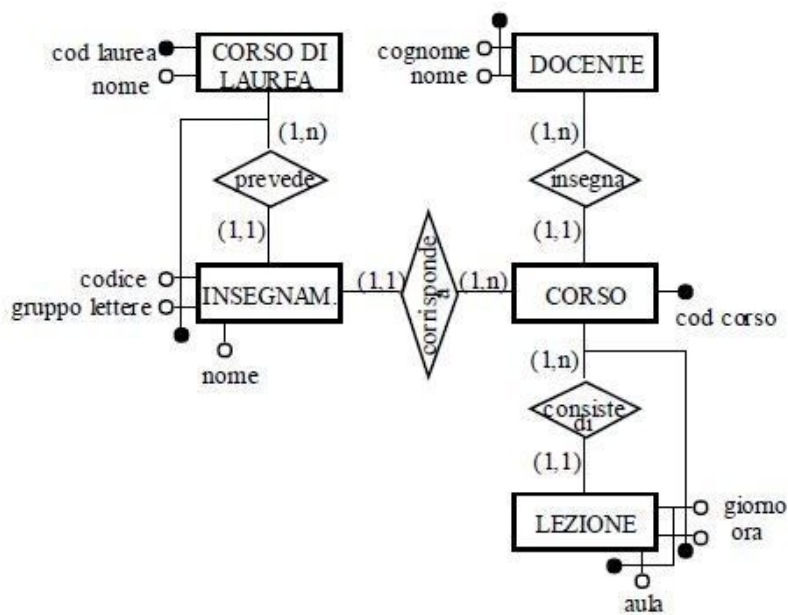 cod laurea
nome
CORSO DI
LAUREA
cognome
nome
DOCENTE
(1,n)
(1,n)
prevede
insegna
(1,1)
(1,1)
codice
gruppo lettere
INSEGNAM.
(1,1)
corrisponde
a
(1,n)
CORSO
cod corso
nome
(1,n)
consiste
di
(1,1)
LEZIONE
giorno
ora
aula